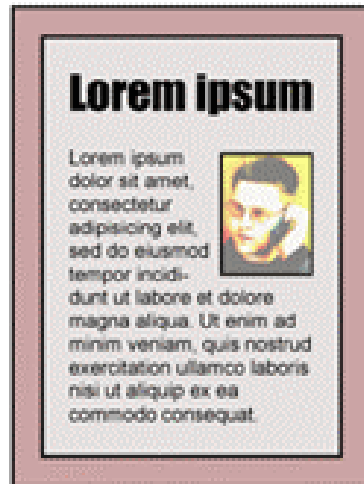 Lorem ipsum
Lorem ipsum
dolor sit amet,
consectetur
adipisicing elit,
sed do eiusmod
tempor incidi-
dunt ut labore et dolore
magna aliqua. Ut enim ad
minim veniam, quis nostrud
exercitation ullamco laboris
nisi ut aliquip ex ea
commodo consequat.